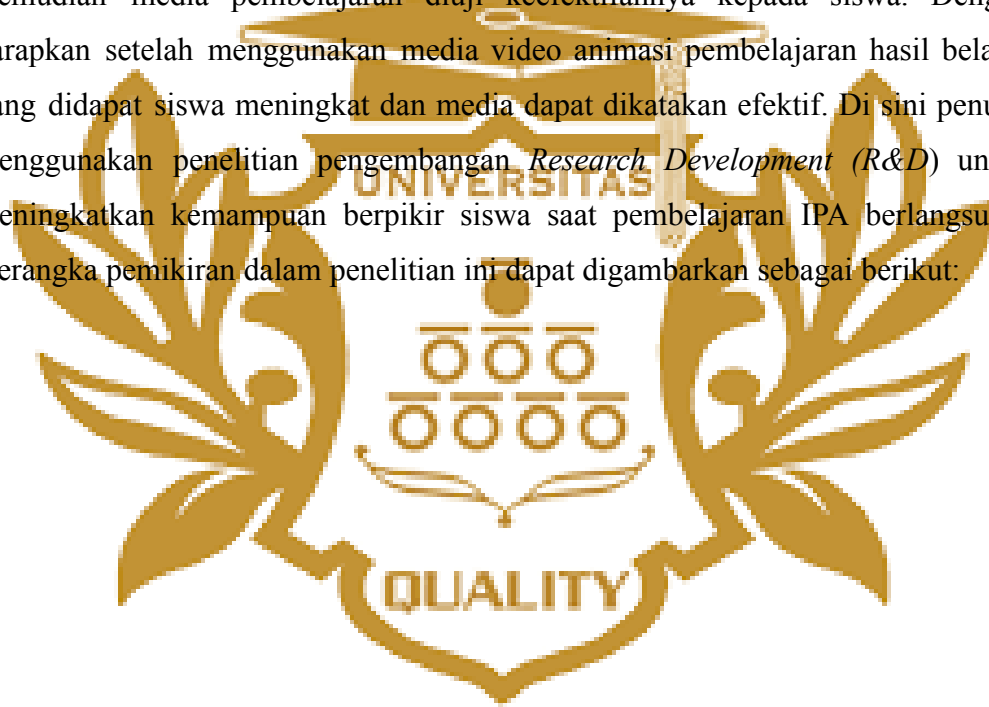 emudian media pembelajaran diuji keefektifannya kepada siswa. Deng
arapkan setelah menggunakan media video animasi pembelajaran hasil bela
ang didapat siswa meningkat dan media dapat dikatakan efektif. Di sini penu
enggunakan penelitian pengembangan Research Development (R&D) un
UNIVERSITAS
eningkatkan kemampuan berpikir siswa saat pembelajaran IPA berlangsu
erangka pemikiran dalam penelitian ini dapat digambarkan sebagai berikut:
QUALITY